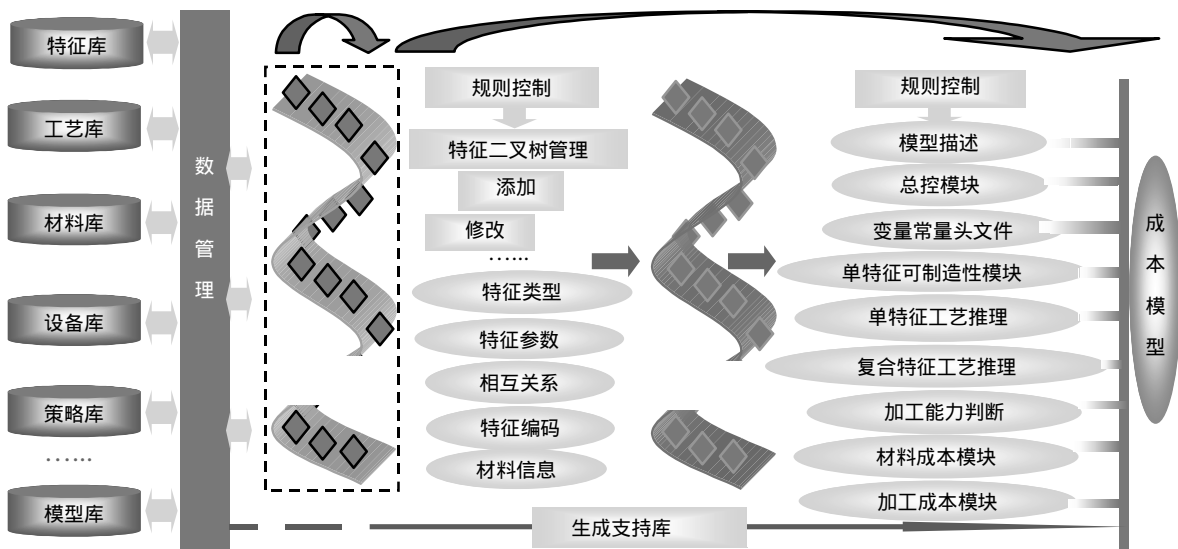 特征库
工艺库
材料库
设备库
策略库
……
模型库
数据管理
规则控制
特征二叉树管理
添加
修改
……
特征类型
特征参数
相互关系
特征编码
材料信息
规则控制
模型描述
总控模块
变量常量头文件
单特征可制造性模块
单特征工艺推理
复合特征工艺推理
加工能力判断
材料成本模块
加工成本模块
成本模型
生成支持库